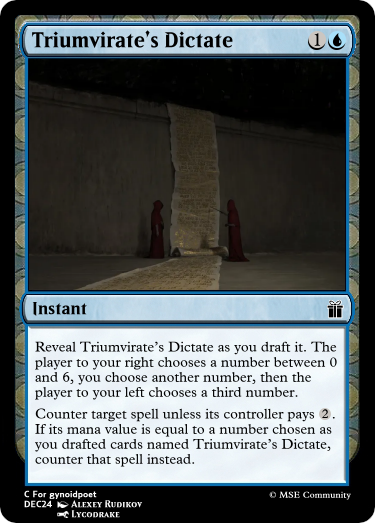 Triumvirate's Dictate 1
Instant
Reveal Triumvirate's Dictate as you draft it. The
player to your right chooses a number between 0
and 6, you choose another number, then the
player to your left chooses a third number.
Counter target spell unless its controller pays 2.
If its mana value is equal to a number chosen as
you drafted cards named Triumvirate's Dictate,
counter that spell instead.
C For gynoidpoet
DEC24 Alexey Rudikov © MSE Community
Lycodrake